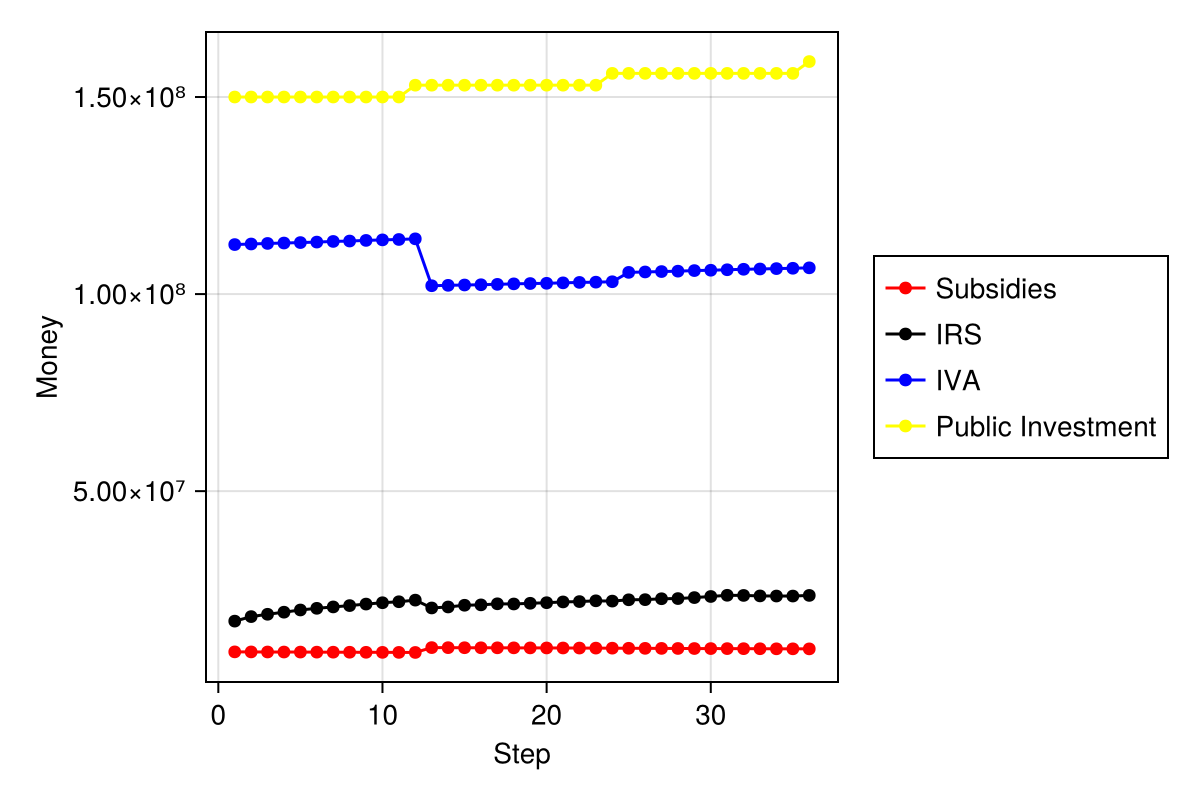 1.50×10⁸
1.00×10⁸
5.00×10⁷
Money
0 10 20 30
Step
Subsidies
IRS
IVA
Public Investment